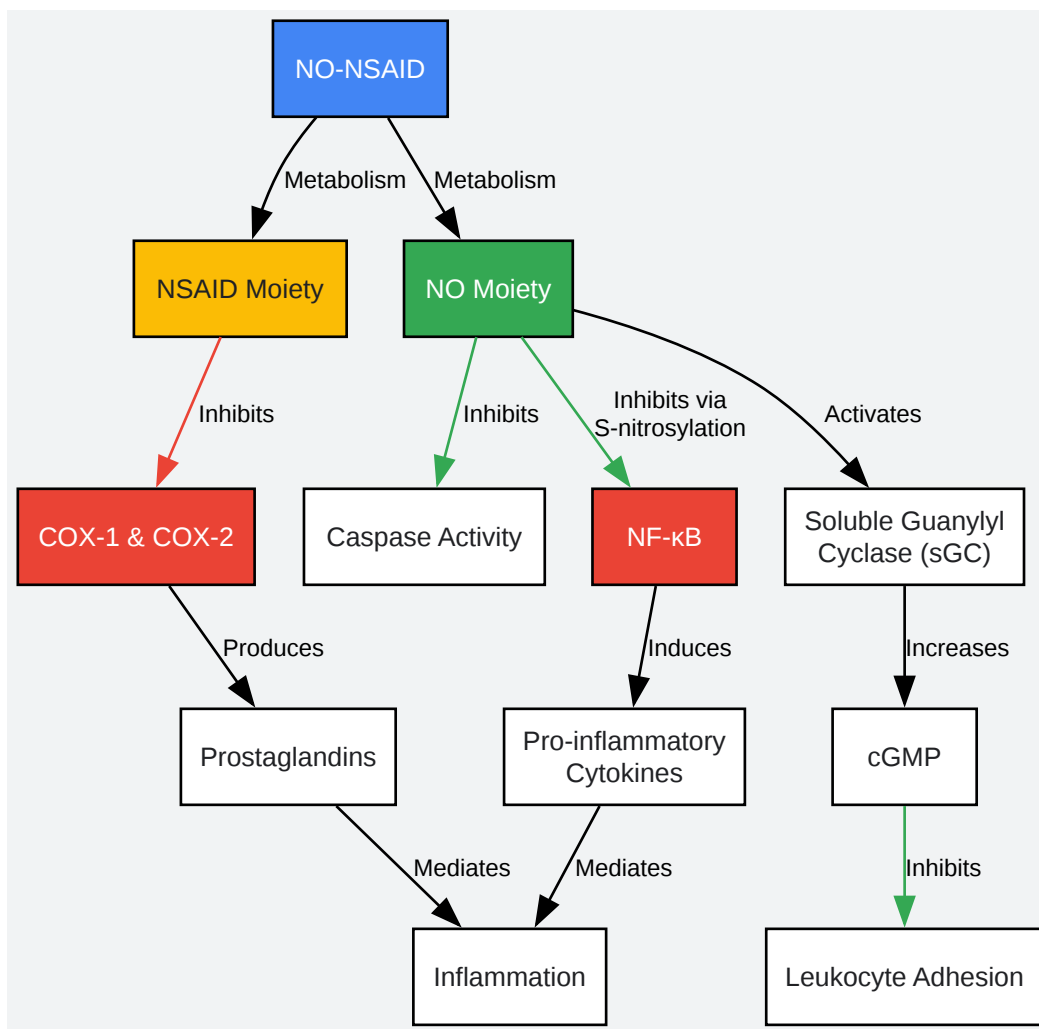 NO-NSAID
Metabolism
Metabolism
NSAID Moiety
NO Moiety
Inhibits
Inhibits
Inhibits via
S-nitrosylation
Activates
COX-1 & COX-2
Caspase Activity
NF-κB
Soluble Guanylyl
Cyclase (sGC)
Produces
Induces
Increases
Prostaglandins
Pro-inflammatory
Cytokines
cGMP
Mediates
Mediates
Inhibits
Inflammation
Leukocyte Adhesion